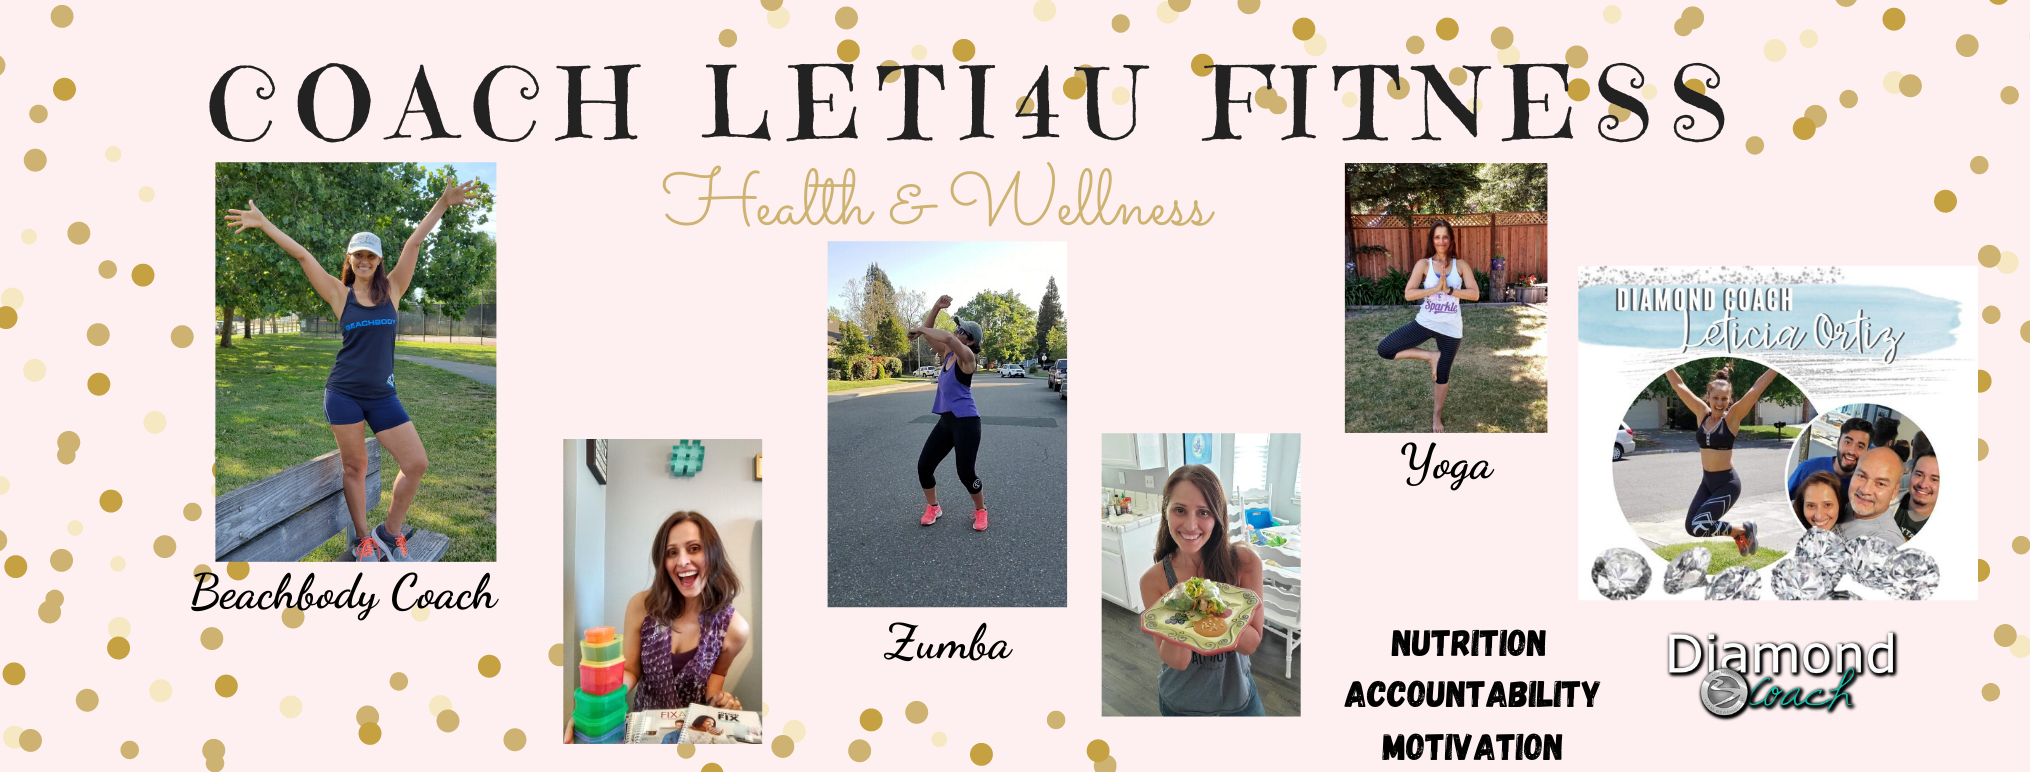 COACH LETI4U FITNESS
Health & Wellness
BEACHBODY
Beachbody Coach
FIX
FIX
Zumba
Sparkle
Yoga
DIAMOND COACH
Leticia Ortiz
NUTRITION
ACCOUNTABILITY
MOTIVATION
Diamond
Coach